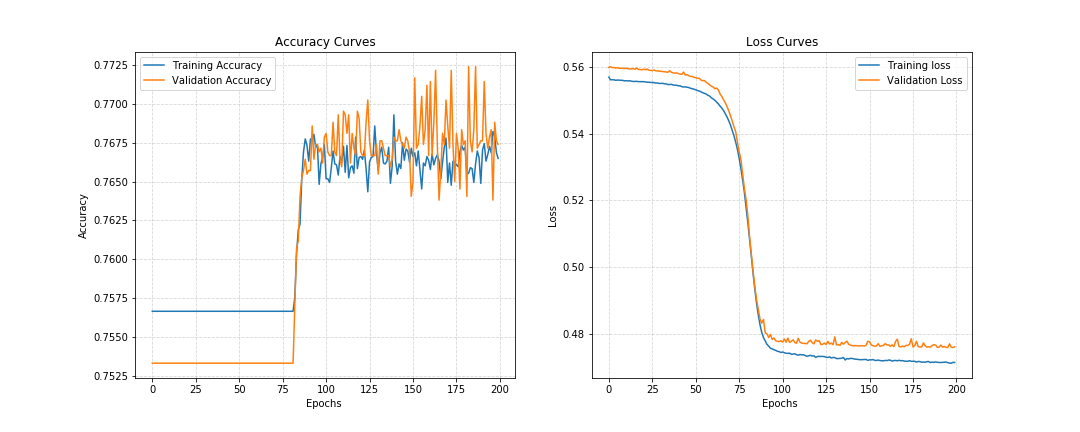 Accuracy Curves
Training Accuracy
Validation Accuracy
0.7725
0.7700
0.7675
0.7650
0.7625
0.7600
0.7575
0.7550
0.7525
Accuracy
0 25 50 75 100 125 150 175 200
Epochs
Loss Curves
Training loss
Validation Loss
0.56
0.54
0.52
0.50
0.48
Loss
0 25 50 75 100 125 150 175 200
Epochs